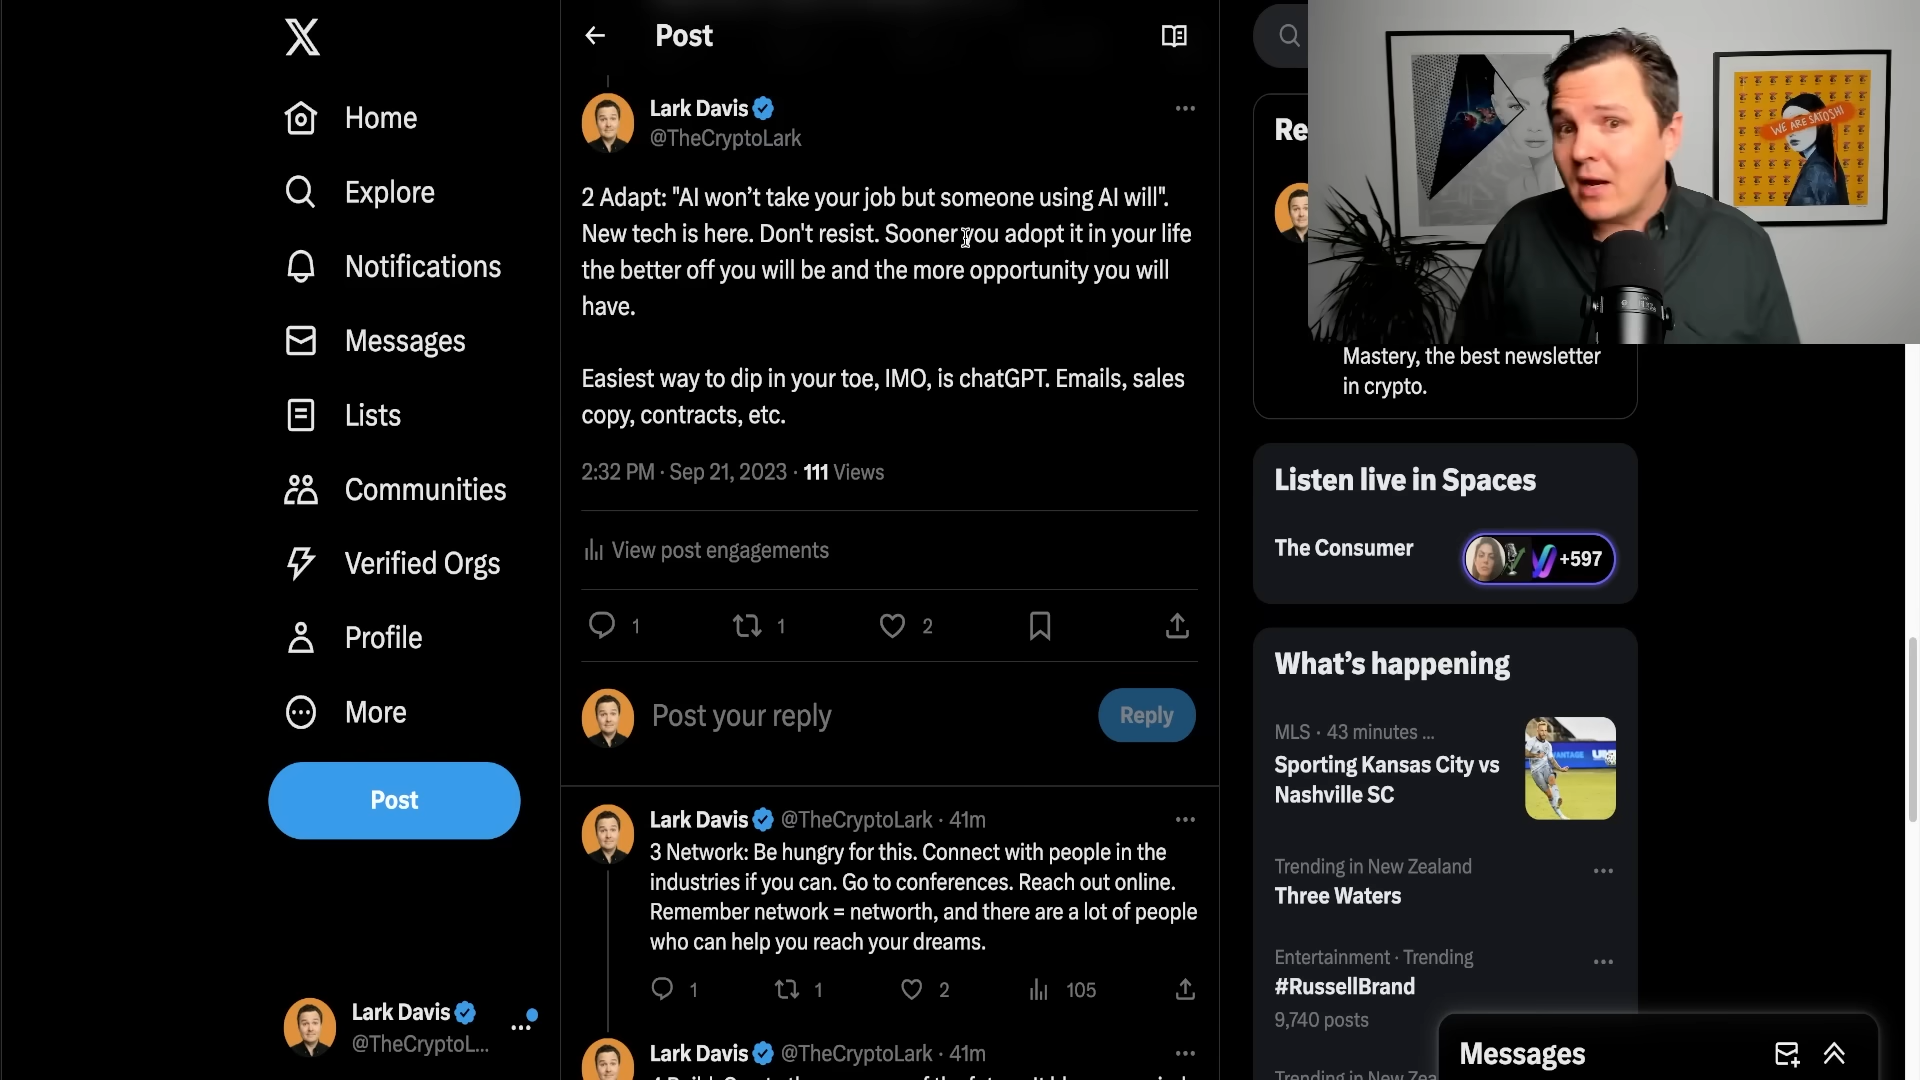 Home
Explore
Notifications
Messages
Lists
Communities
Verified Orgs
Profile
More
Post
Lark Davis
@TheCryptoL...
Post
Lark Davis
@TheCryptoLark
2 Adapt: "AI won’t take your job but someone using AI will".
New tech is here. Don't resist. Sooner you adopt it in your life
the better off you will be and the more opportunity you will
have.
Easiest way to dip in your toe, IMO, is chatGPT. Emails, sales
copy, contracts, etc.
2:32 PM · Sep 21, 2023 · 111 Views
View post engagements
1 1 2
Post your reply
Reply
Lark Davis @TheCryptoLark · 41m
3 Network: Be hungry for this. Connect with people in the
industries if you can. Go to conferences. Reach out online.
Remember network = networth, and there are a lot of people
who can help you reach your dreams.
1 1 2 105
Lark Davis @TheCryptoLark · 41m
Re
WE ARE SATOSHI
Mastery, the best newsletter
in crypto.
Listen live in Spaces
The Consumer
+597
What’s happening
MLS · 43 minutes ...
Sporting Kansas City vs
Nashville SC
Trending in New Zealand
Three Waters
Entertainment · Trending
#RussellBrand
9,740 posts
Messages